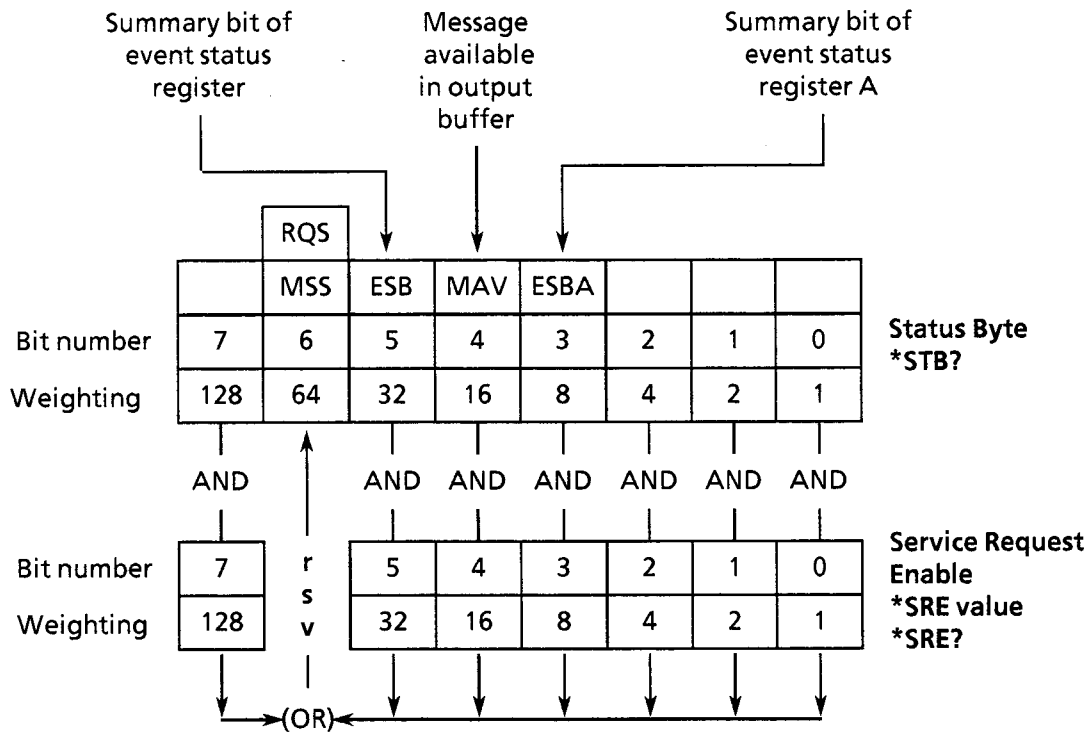 Summary bit of
event status
register
Message
available
in output
buffer
Summary bit of
event status
register A
RQS
MSS ESB MAV ESBA
Bit number 7 6 5 4 3 2 1 0
Weighting 128 64 32 16 8 4 2 1
Status Byte
*STB?
AND AND AND AND AND AND AND
Bit number 7 5 4 3 2 1 0
Weighting 128 32 16 8 4 2 1
r
s
v
Service Request
Enable
*SRE value
*SRE?
(OR)